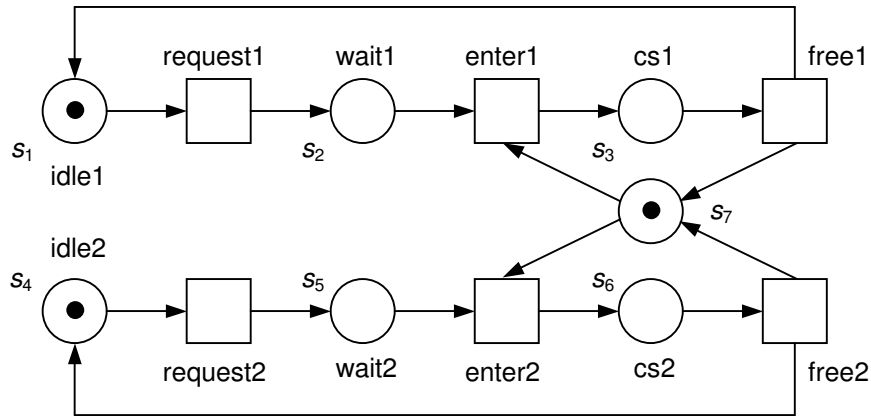 request1 wait1 enter1 cs1 free1
s1 s2 s3
idle1
s7
idle2
s4 s5 s6
request2 wait2 enter2 cs2 free2